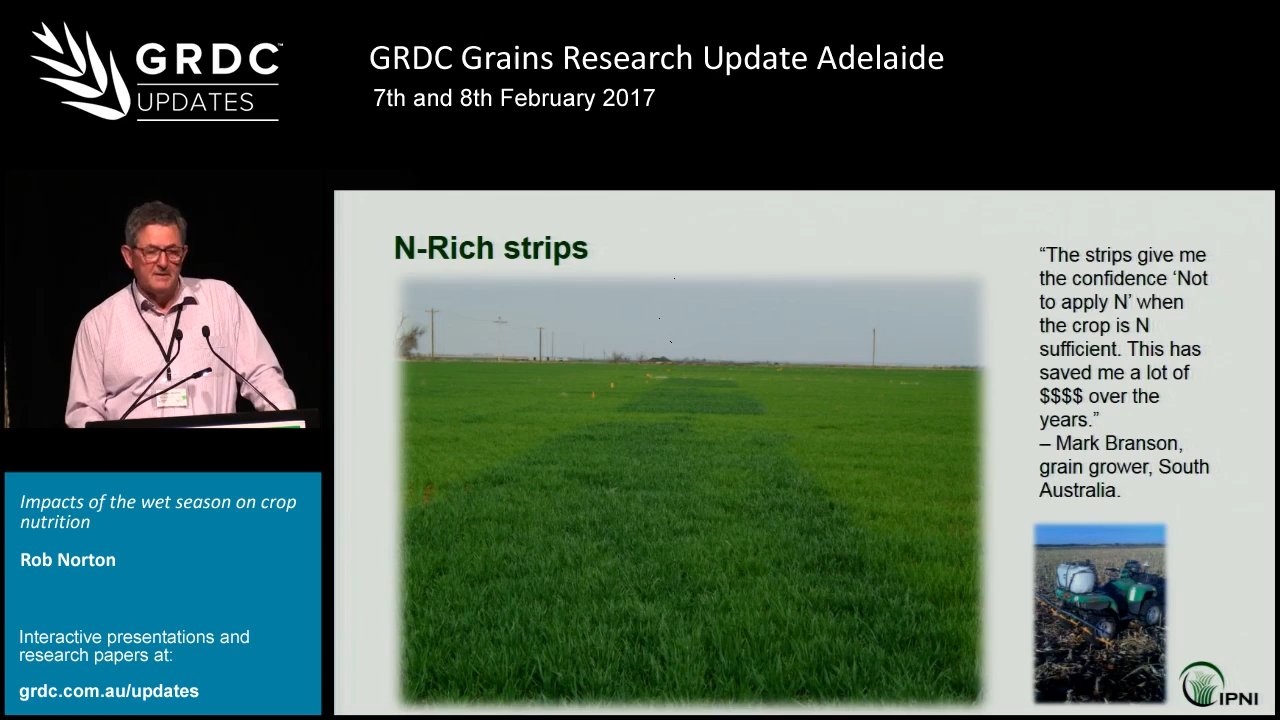 GRDC™
UPDATES
GRDC Grains Research Update Adelaide
7th and 8th February 2017
N-Rich strips
“The strips give me
the confidence ‘Not
to apply N’ when
the crop is N
sufficient. This has
saved me a lot of
$$$$ over the
years.”
– Mark Branson,
grain grower, South
Australia.
IPNI
Impacts of the wet season on crop
nutrition
Rob Norton
Interactive presentations and
research papers at:
grdc.com.au/updates